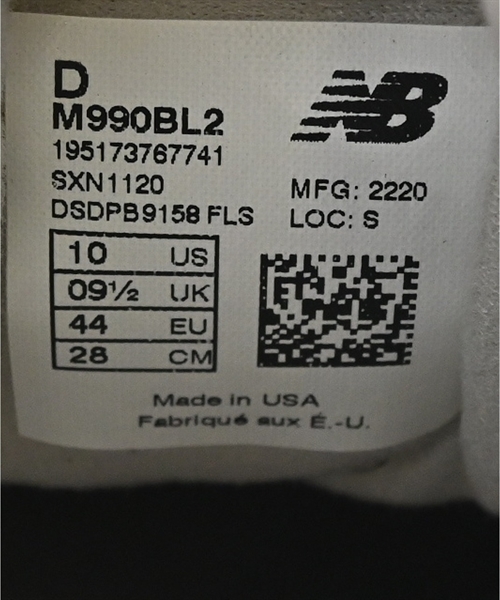 D
M990BL2
195173767741
SXN1120
DSDPB9158 FLS
NB
MFG: 2220
LOC: S
10 US
09½ UK
44 EU
28 CM
Made in USA
Fabriqué aux É.-U.